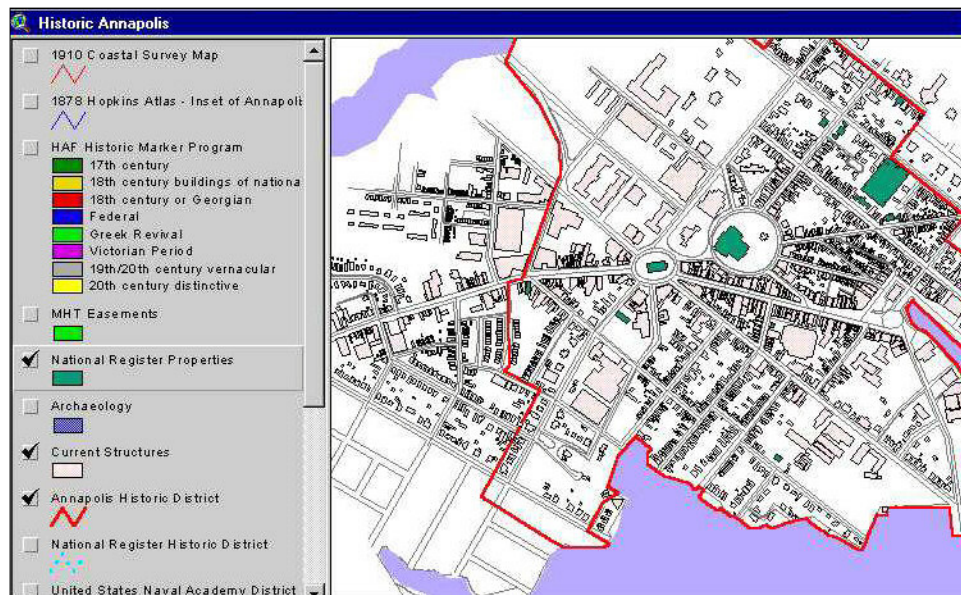 Historic Annapolis
1910 Coastal Survey Map
1878 Hopkins Atlas - Inset of Annapoli
HAF Historic Marker Program
17th century
18th century buildings of nationa
18th century or Georgian
Federal
Greek Revival
Victorian Period
19th/20th century vernacular
20th century distinctive
MHT Easements
National Register Properties
Archaeology
Current Structures
Annapolis Historic District
National Register Historic District
United States Naval Academy District